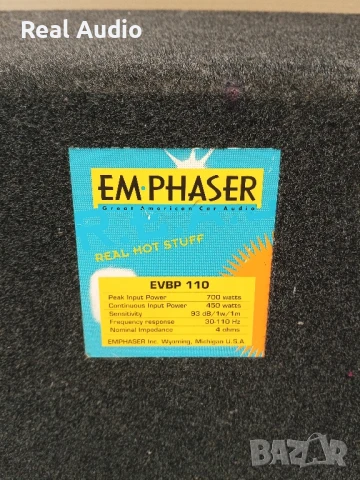 Real Audio
EM•PHASER
Great American Car Audio
REAL HOT STUFF
EVBP 110
Peak Input Power 700 watts
Continuous Input Power 450 watts
Sensitivity 93 dB/1w/1m
Frequency response 30-110 Hz
Nominal Impedance 4 ohms
EMPHASER Inc. Wyoming, Michigan U.S.A
BAZAR